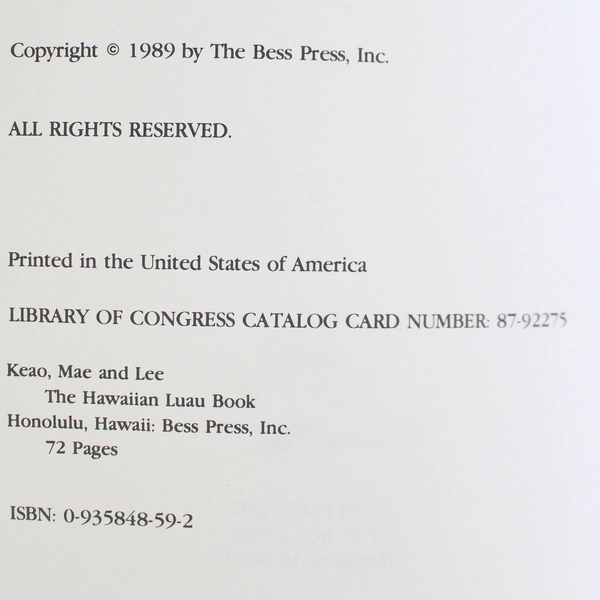 Copyright © 1989 by The Bess Press, Inc.
ALL RIGHTS RESERVED.
Printed in the United States of America
LIBRARY OF CONGRESS CATALOG CARD NUMBER: 87-92275
Keao, Mae and Lee
The Hawaiian Luau Book
Honolulu, Hawaii: Bess Press, Inc.
72 Pages
ISBN: 0-935848-59-2